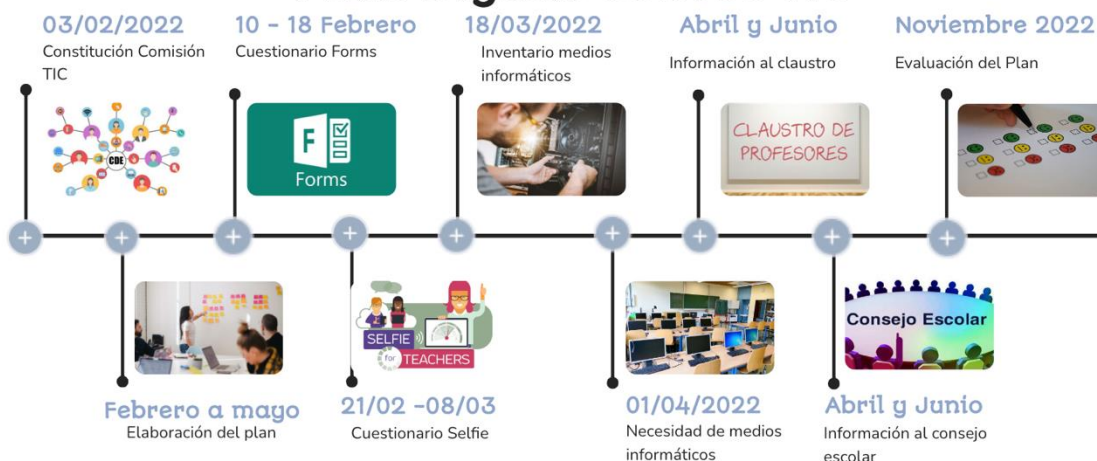 03/02/2022
Constitución Comisión
TIC
CDE
Febrero a mayo
Elaboración del plan
10 - 18 Febrero
Cuestionario Forms
F
Forms
SELFIE
for
TEACHERS
21/02 -08/03
Cuestionario Selfie
18/03/2022
Inventario medios
informáticos
01/04/2022
Necesidad de medios
informáticos
Abril y Junio
Información al claustro
CLAUSTRO DE
PROFESORES
Consejo Escolar
Abril y Junio
Información al consejo
escolar
Noviembre 2022
Evaluación del Plan